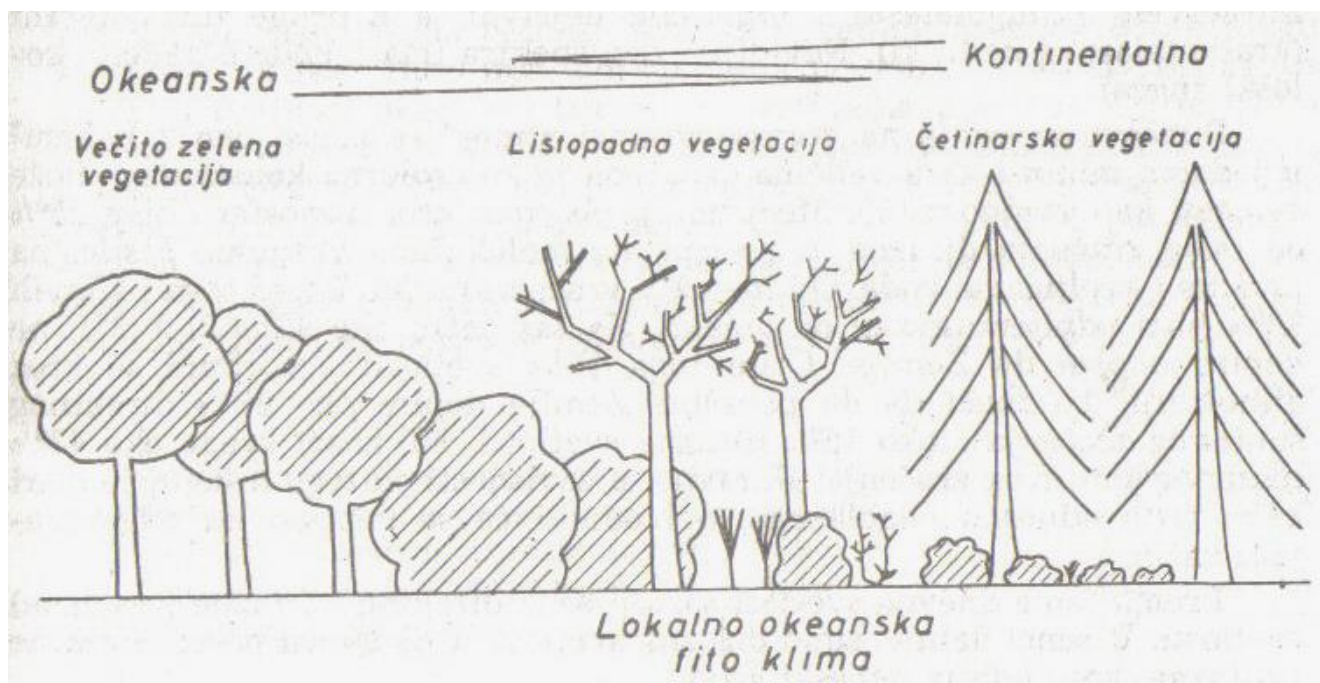 Okeanska
Kontinentalna
Večito zelena
vegetacija
Listopadna vegetacija
Četinarska vegetacija
Lokalno okeanska
fito klima